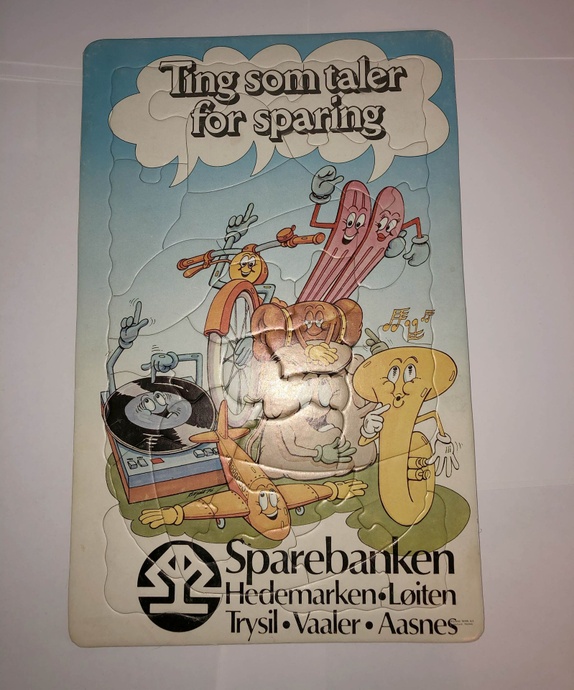 Ting som taler
for sparing
Sparebanken
Hedemarken•Løiten
Trysil•Vaaler•Aasnes